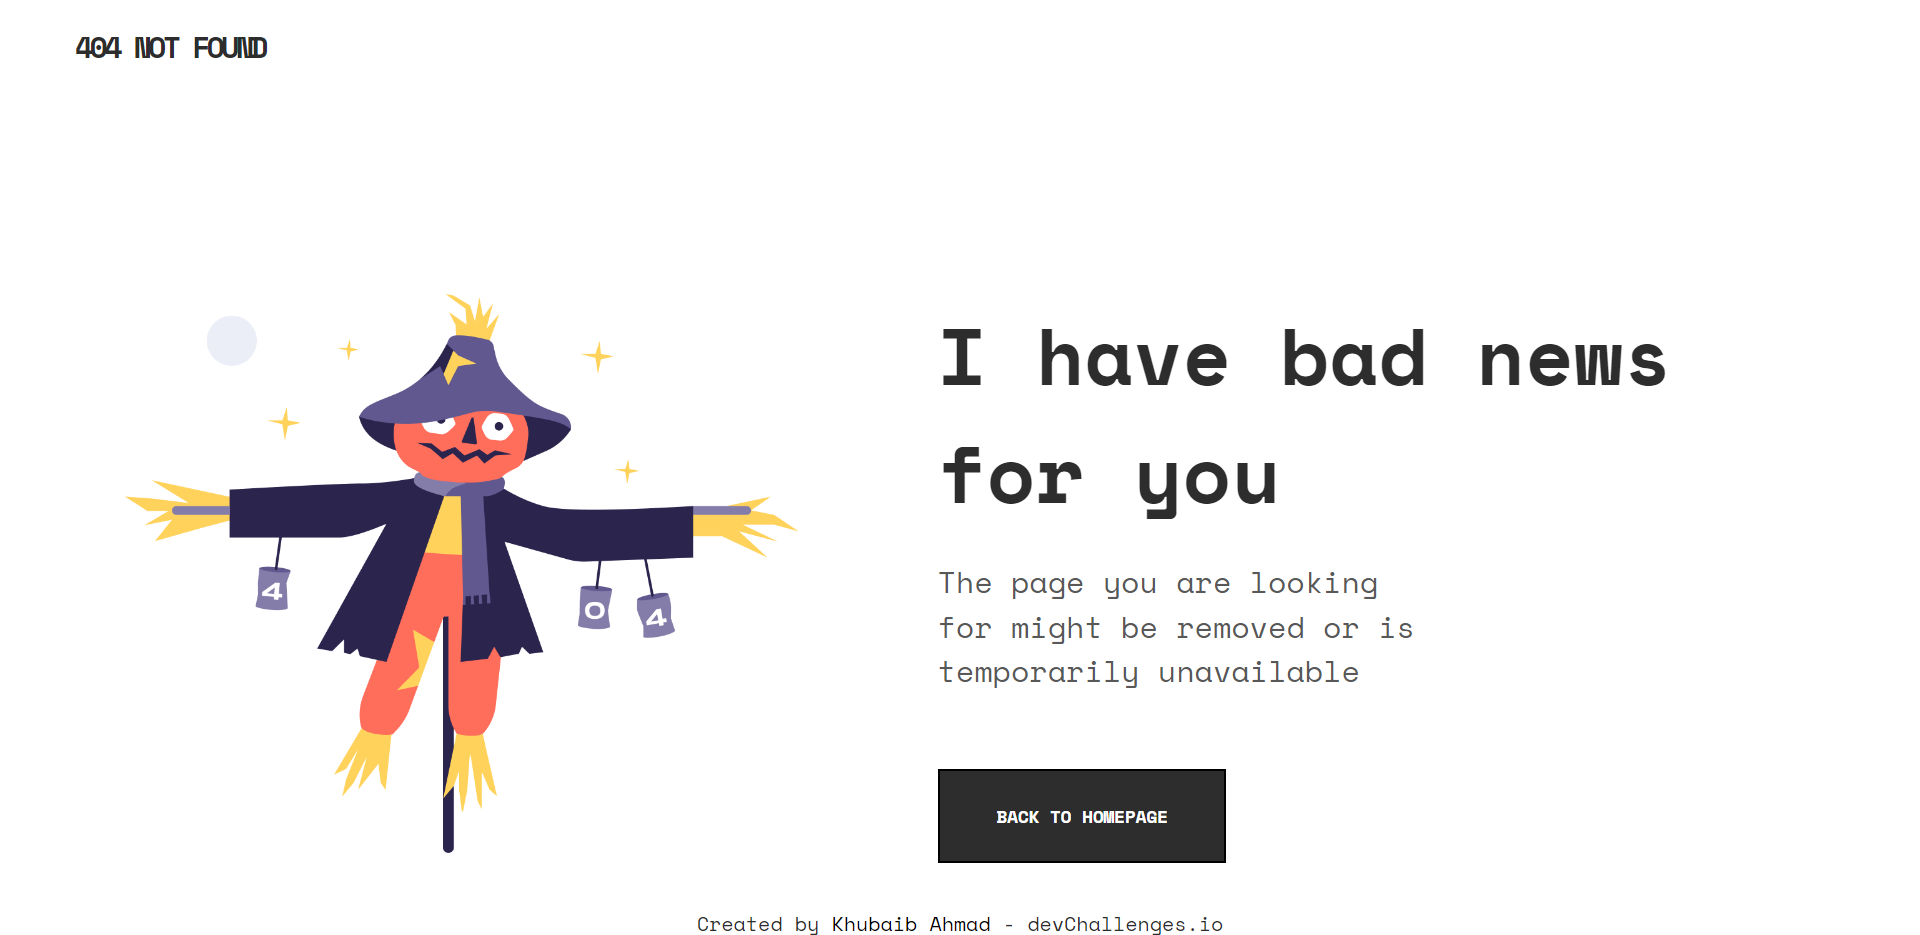 404 NOT FOUND
I have bad news
for you
4
0
4
The page you are looking
for might be removed or is
temporarily unavailable
BACK TO HOMEPAGE
Created by Khubaib Ahmad - devChallenges.io